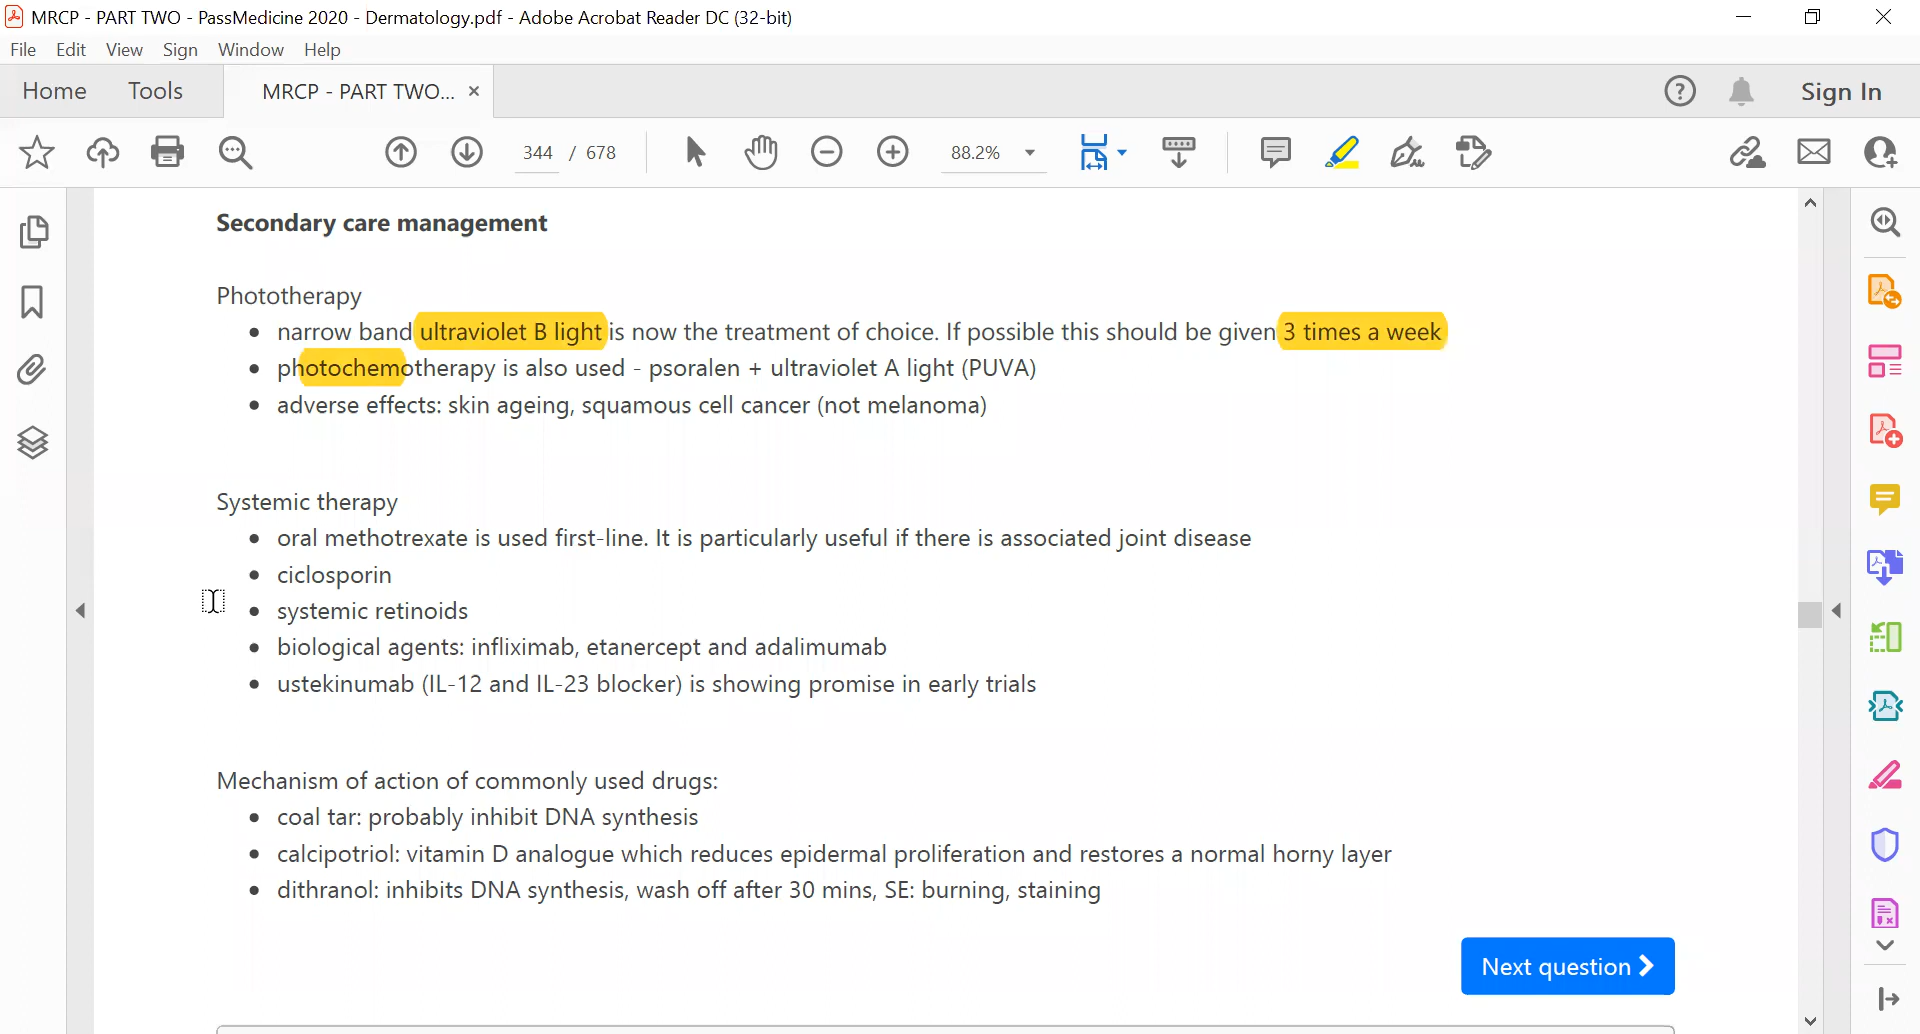 MRCP - PART TWO - PassMedicine 2020 - Dermatology.pdf - Adobe Acrobat Reader DC (32-bit)
File Edit View Sign Window Help
Home Tools MRCP - PART TWO... × Sign In
344 / 678 88.2%
Secondary care management
Phototherapy
• narrow band ultraviolet B light is now the treatment of choice. If possible this should be given 3 times a week
• photochemotherapy is also used - psoralen + ultraviolet A light (PUVA)
• adverse effects: skin ageing, squamous cell cancer (not melanoma)
Systemic therapy
• oral methotrexate is used first-line. It is particularly useful if there is associated joint disease
• ciclosporin
• systemic retinoids
• biological agents: infliximab, etanercept and adalimumab
• ustekinumab (IL-12 and IL-23 blocker) is showing promise in early trials
Mechanism of action of commonly used drugs:
• coal tar: probably inhibit DNA synthesis
• calcipotriol: vitamin D analogue which reduces epidermal proliferation and restores a normal horny layer
• dithranol: inhibits DNA synthesis, wash off after 30 mins, SE: burning, staining
Next question